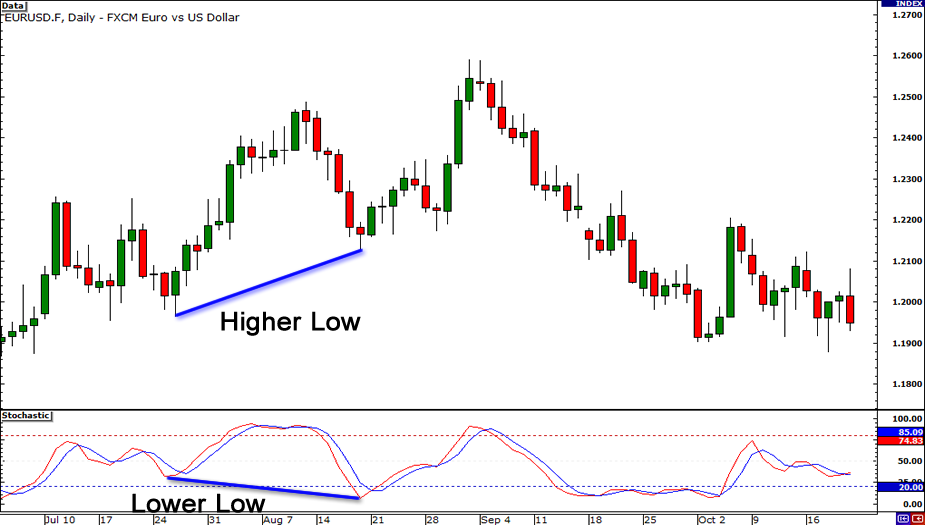 Data
INDEX
EURUSD.F, Daily - FXCM Euro vs US Dollar
1.2700
1.2600
1.2500
1.2400
1.2300
1.2200
1.2100
1.2000
1.1900
1.1800
Higher Low
Stochastic
100.00
85.09
74.83
50.00
25.00
20.00
0.00
Lower Low
Jul 10 17 24 31 Aug 7 14 21 28 Sep 4 11 18 25 Oct 2 9 16